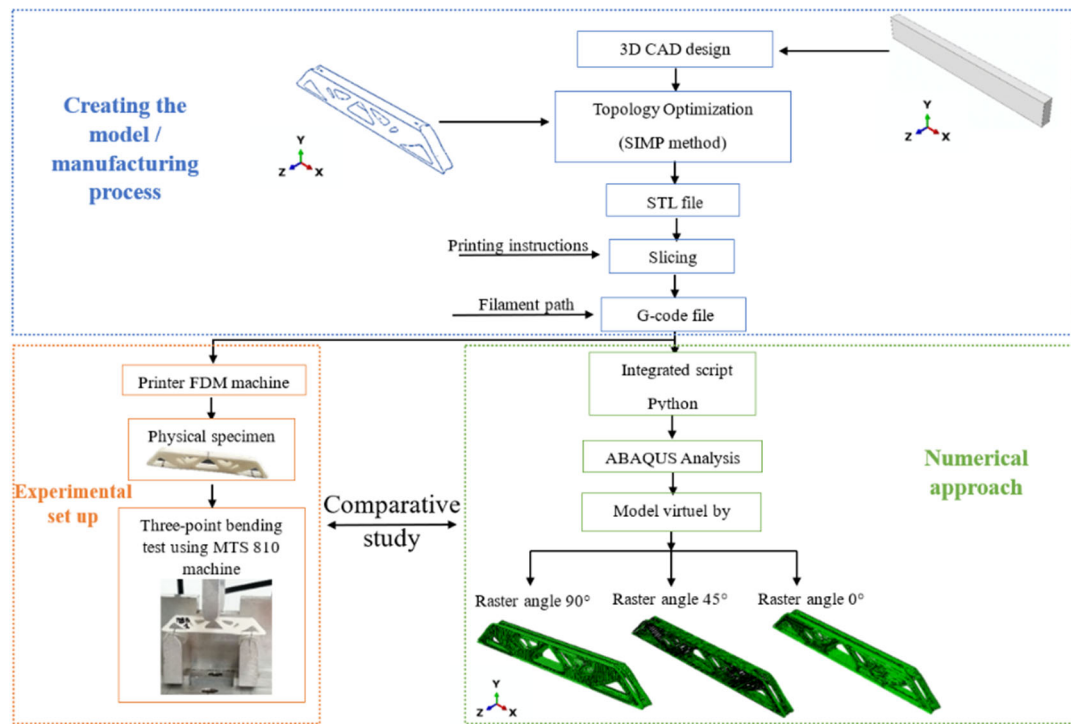 3D CAD design
Topology Optimization
(SIMP method)
Creating the
model /
manufacturing
process
Y
Z
X
Y
Z
X
STL file
Printing instructions
Slicing
Filament path
G-code file
Printer FDM machine
Physical specimen
Experimental
set up
Three-point bending
test using MTS 810
machine
Comparative
study
Integrated script
Python
ABAQUS Analysis
Model virtuel by
Numerical
approach
Raster angle 90°
Raster angle 45°
Raster angle 0°
Y
Z
X